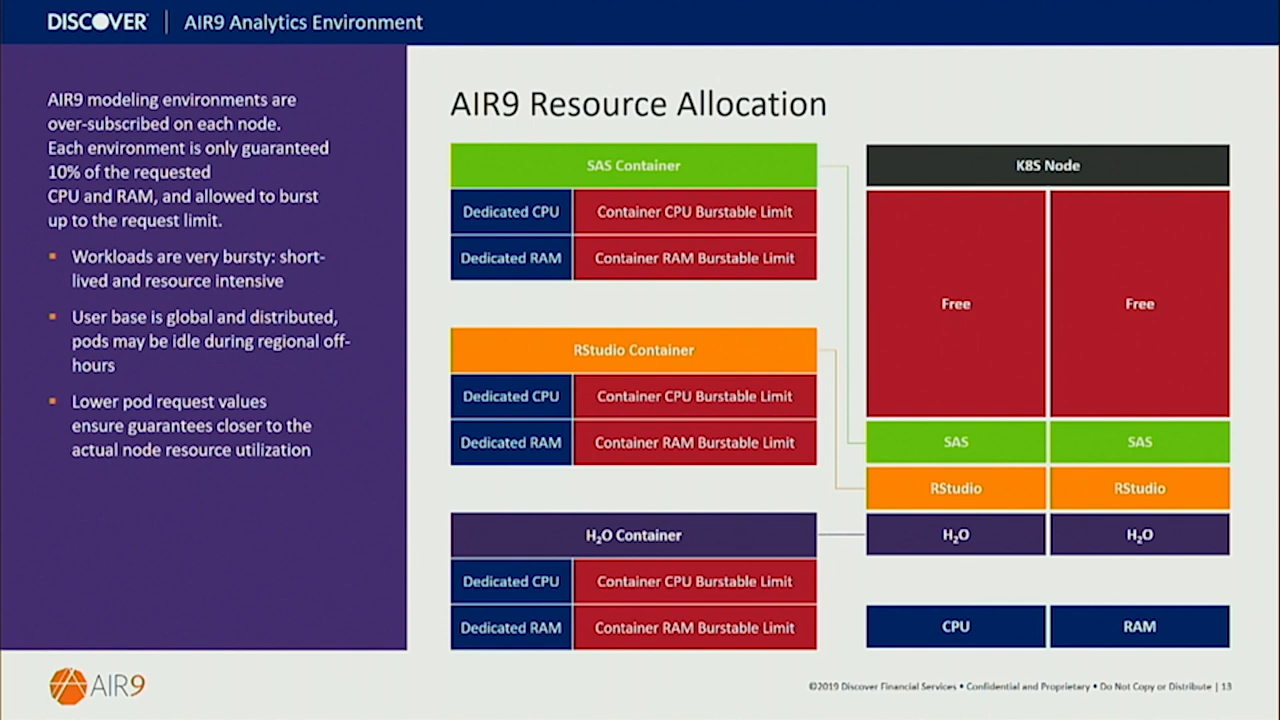 DISCOVER
AIR9 Analytics Environment
AIR9 modeling environments are
over-subscribed on each node.
Each environment is only guaranteed
10% of the requested
CPU and RAM, and allowed to burst
up to the request limit.
▪ Workloads are very bursty: short-
lived and resource intensive
▪ User base is global and distributed,
pods may be idle during regional off-
hours
▪ Lower pod request values
ensure guarantees closer to the
actual node resource utilization
AIR9 Resource Allocation
SAS Container
Dedicated CPU
Container CPU Burstable Limit
Dedicated RAM
Container RAM Burstable Limit
RStudio Container
Dedicated CPU
Container CPU Burstable Limit
Dedicated RAM
Container RAM Burstable Limit
H₂O Container
Dedicated CPU
Container CPU Burstable Limit
Dedicated RAM
Container RAM Burstable Limit
K8S Node
Free
Free
SAS
SAS
RStudio
RStudio
H₂O
H₂O
CPU
RAM
AIR9
©2019 Discover Financial Services • Confidential and Proprietary • Do Not Copy or Distribute | 13